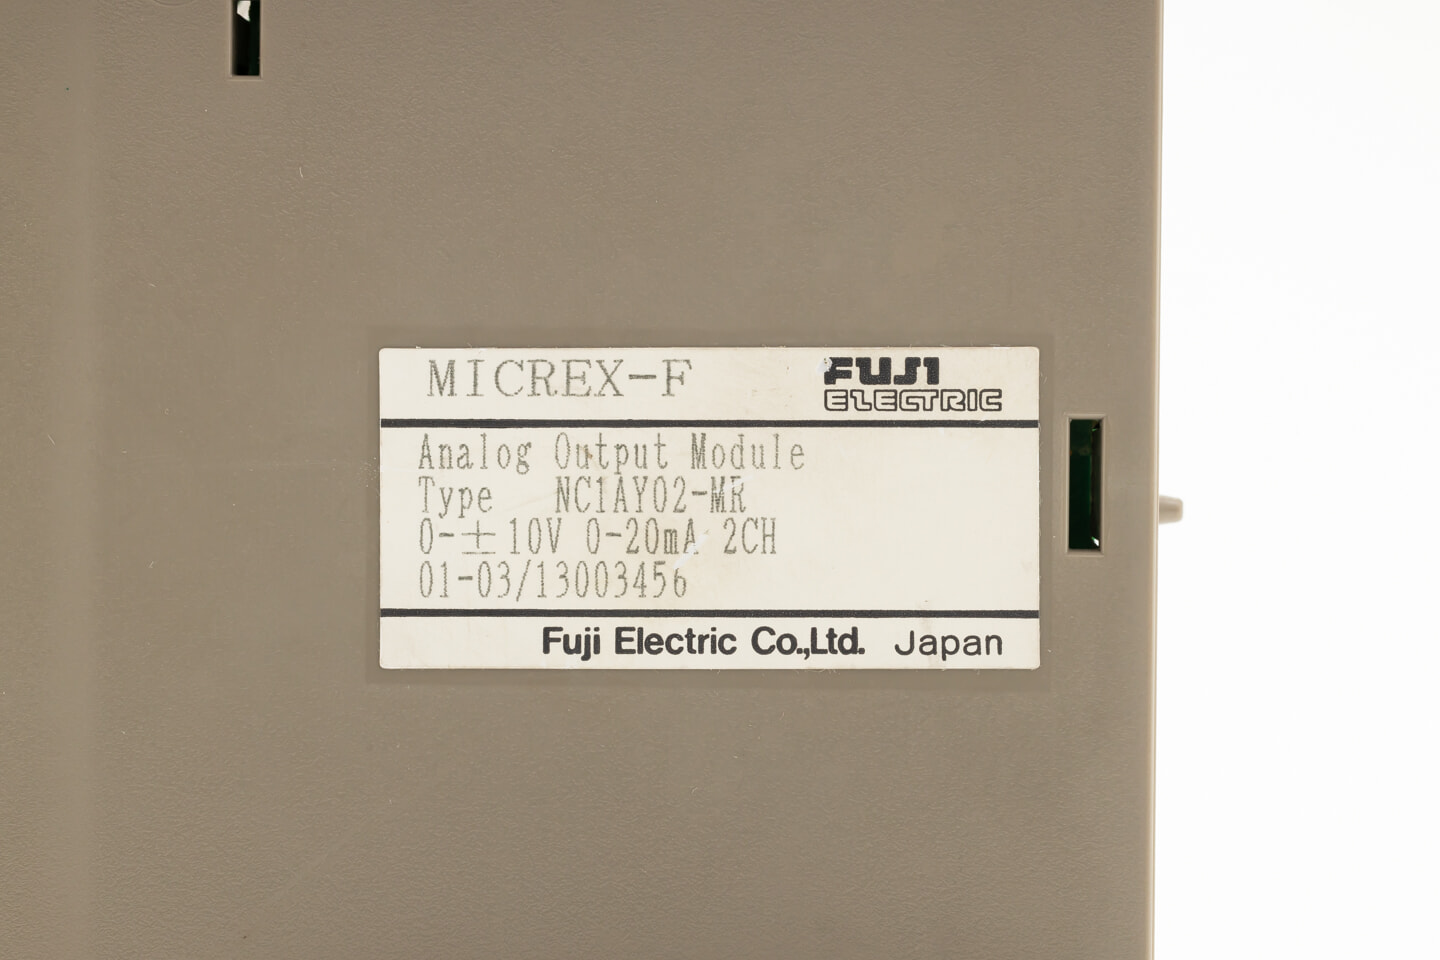 MICREX-F
FUJI
ELECTRIC
Analog Output Module
Type NC1AY02-MR
0-±10V 0-20mA 2CH
01-03/13003456
Fuji Electric Co.,Ltd. Japan